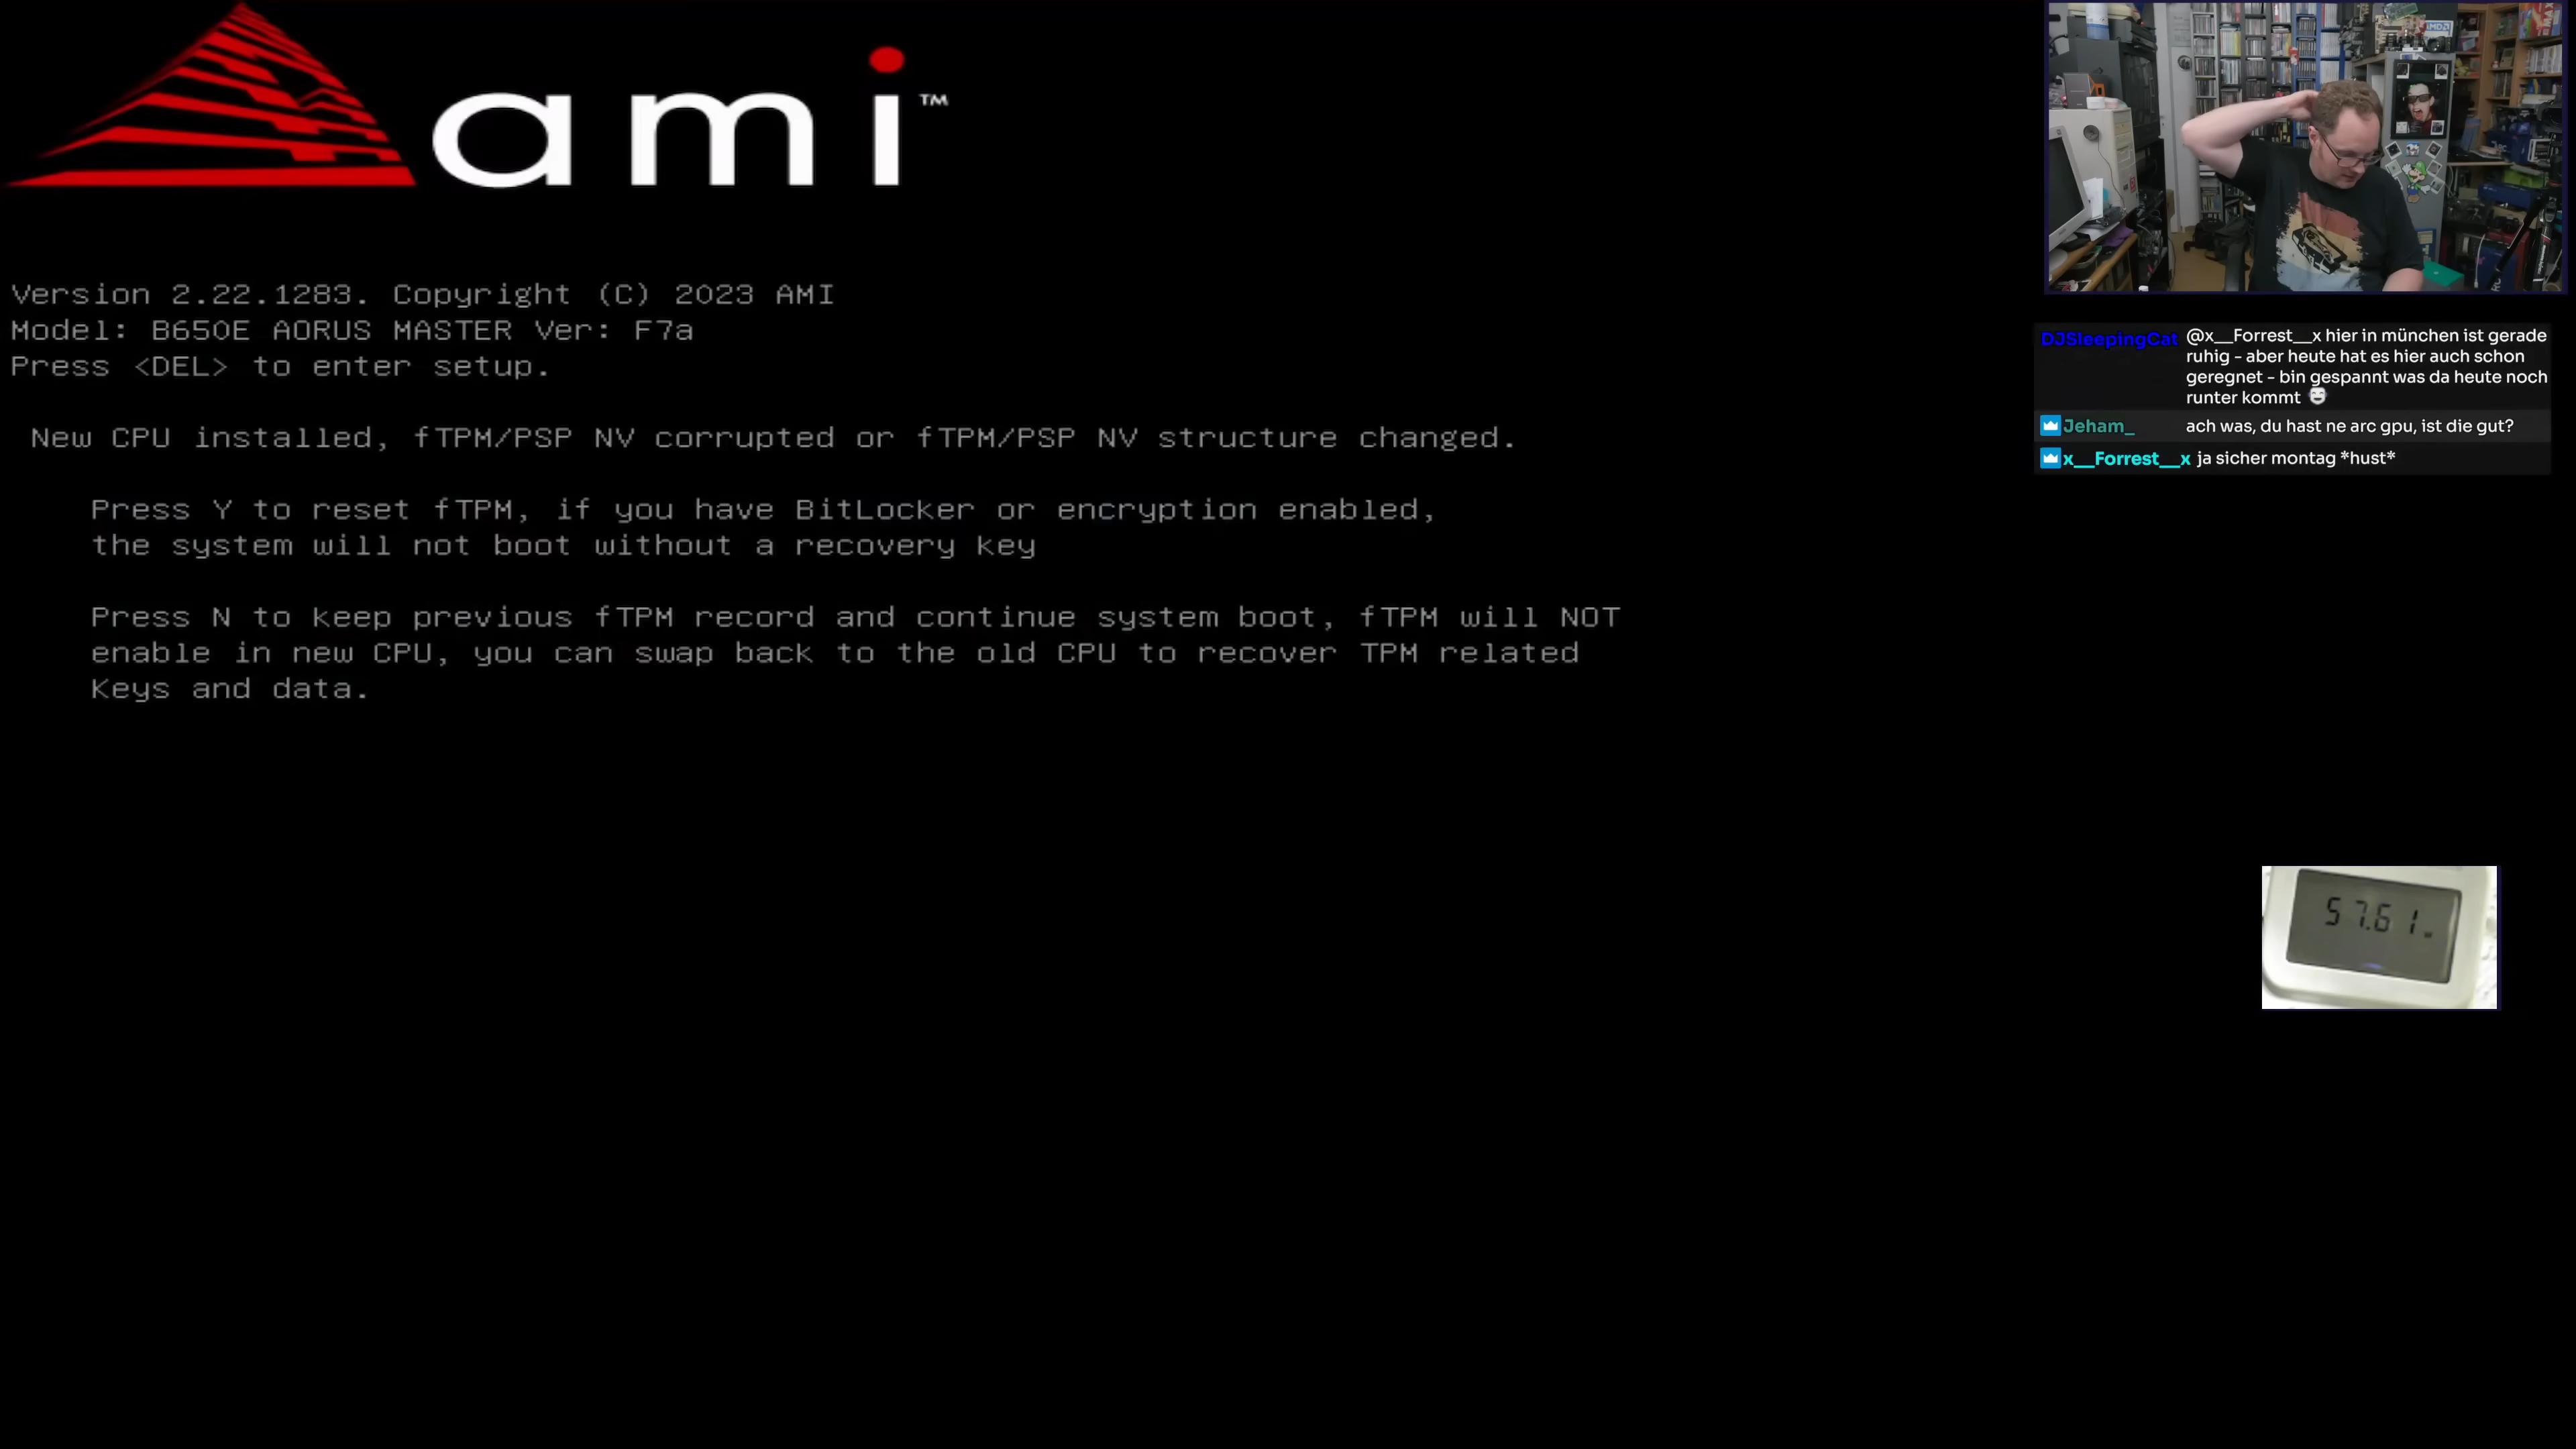 ami™
Version 2.22.1283. Copyright (C) 2023 AMI
Model: B650E AORUS MASTER Ver: F7a
Press <DEL> to enter setup.
New CPU installed, fTPM/PSP NV corrupted or fTPM/PSP NV structure changed.
Press Y to reset fTPM, if you have BitLocker or encryption enabled,
the system will not boot without a recovery key
Press N to keep previous fTPM record and continue system boot, fTPM will NOT
enable in new CPU, you can swap back to the old CPU to recover TPM related
Keys and data.
AMD
DJSleepingCat @x__Forrest__x hier in münchen ist gerade
ruhig - aber heute hat es hier auch schon
geregnet - bin gespannt was da heute noch
runter kommt
Jeham_ ach was, du hast ne arc gpu, ist die gut?
x__Forrest__x ja sicher montag *hust*
57.61